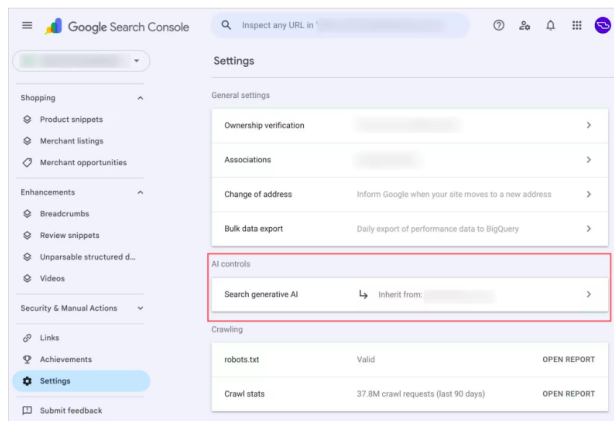 Google Search Console
Inspect any URL in '
Settings
General settings
Shopping
Product snippets
Merchant listings
Merchant opportunities
Enhancements
Breadcrumbs
Review snippets
Unparsable structured d...
Videos
Security & Manual Actions
Links
Achievements
Settings
Submit feedback
Ownership verification
Associations
Change of address Inform Google when your site moves to a new address
Bulk data export Daily export of performance data to BigQuery
AI controls
Search generative AI Inherit from:
Crawling
robots.txt Valid OPEN REPORT
Crawl stats 37.8M crawl requests (last 90 days) OPEN REPORT